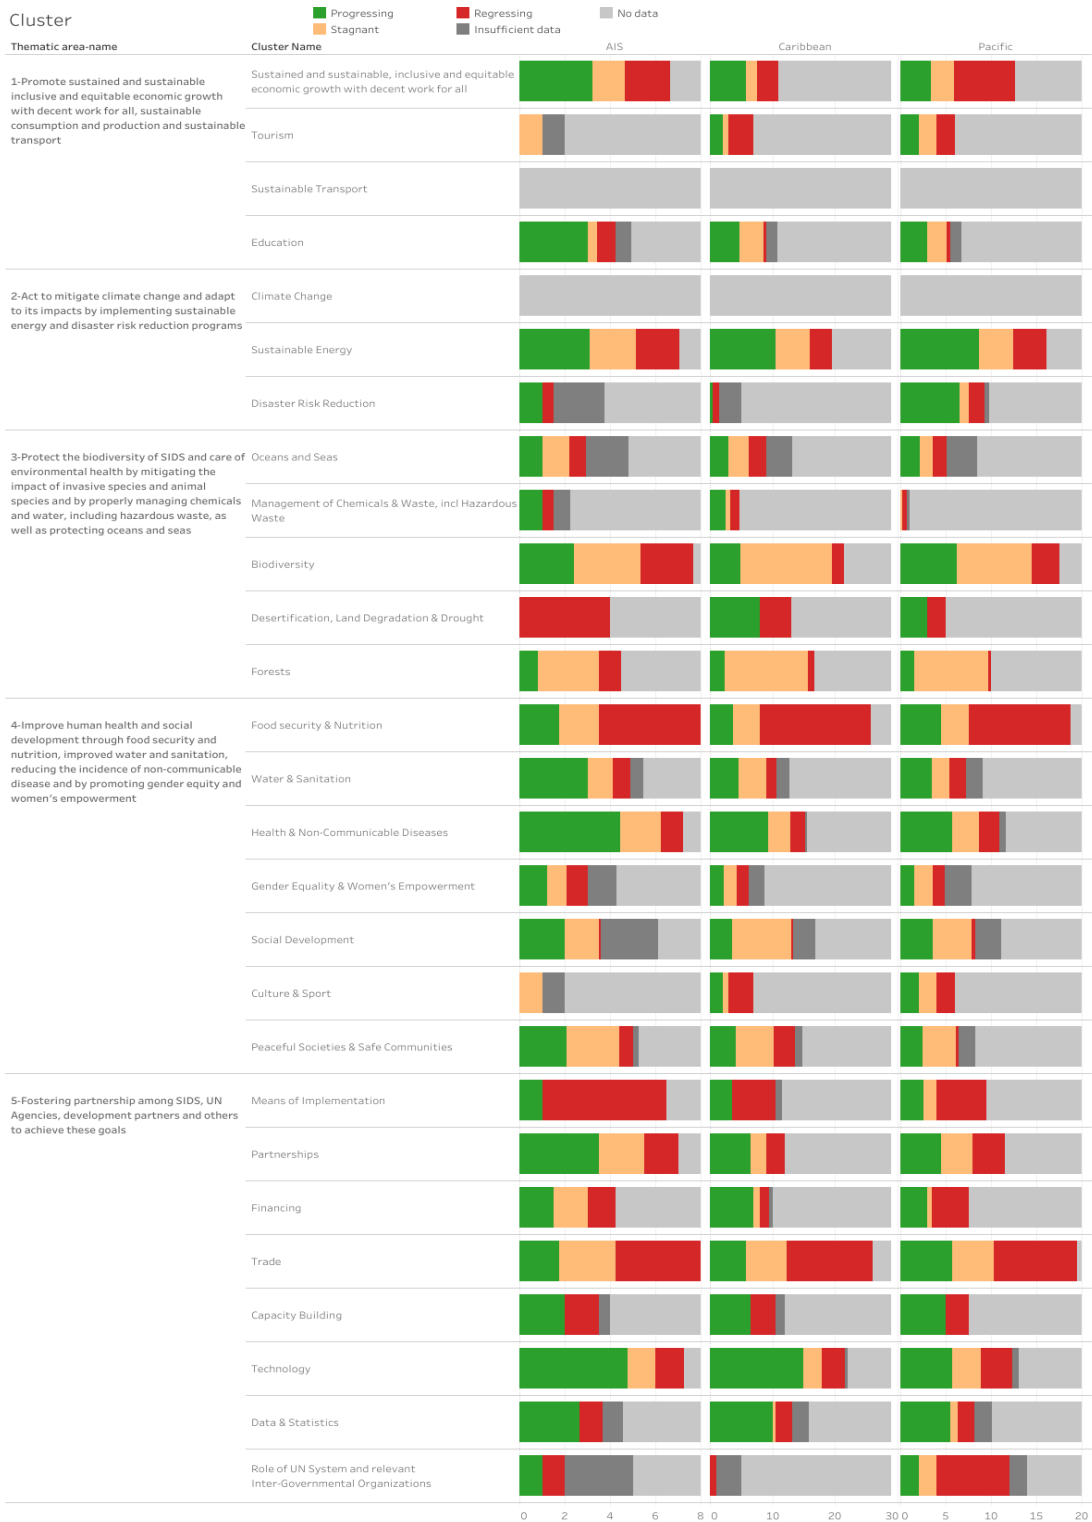 Cluster
Progressing
Regressing
No data
Stagnant
Insufficient data
Thematic area-name
Cluster Name
AIS
Caribbean
Pacific
1-Promote sustained and sustainable
inclusive and equitable economic growth
with decent work for all, sustainable
consumption and production and sustainable
transport
Sustained and sustainable, inclusive and equitable
economic growth with decent work for all
Tourism
Sustainable Transport
Education
2-Act to mitigate climate change and adapt
to its impacts by implementing sustainable
energy and disaster risk reduction programs
Climate Change
Sustainable Energy
Disaster Risk Reduction
3-Protect the biodiversity of SIDS and care of
environmental health by mitigating the
impact of invasive species and animal
species and by properly managing chemicals
and water, including hazardous waste, as
well as protecting oceans and seas
Oceans and Seas
Management of Chemicals & Waste, incl Hazardous
Waste
Biodiversity
Desertification, Land Degradation & Drought
Forests
4-Improve human health and social
development through food security and
nutrition, improved water and sanitation,
reducing the incidence of non-communicable
disease and by promoting gender equity and
women's empowerment
Food security & Nutrition
Water & Sanitation
Health & Non-Communicable Diseases
Gender Equality & Women's Empowerment
Social Development
Culture & Sport
Peaceful Societies & Safe Communities
5-Fostering partnership among SIDS, UN
Agencies, development partners and others
to achieve these goals
Means of Implementation
Partnerships
Financing
Trade
Capacity Building
Technology
Data & Statistics
Role of UN System and relevant
Inter-Governmental Organizations
0 2 4 6 8 0 10 20 30 0 5 10 15 20